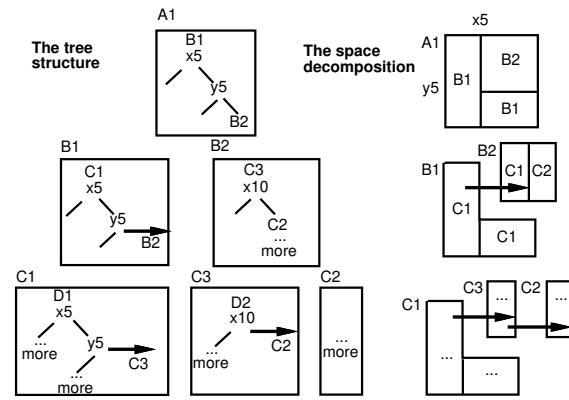 A1
The tree
structure
B1
x5
y5
B2
B1
C1
x5
y5
B2
B2
C3
x10
C2
...
more
C1
D1
x5
...
more
y5
...
more
C3
C3
D2
x10
...
more
C2
C2
...
more
The space
decomposition
x5
A1
y5
B1
B2
B1
B1
B2
C1
C2
C1
C1
C1
C3
C2
...
...
...
...